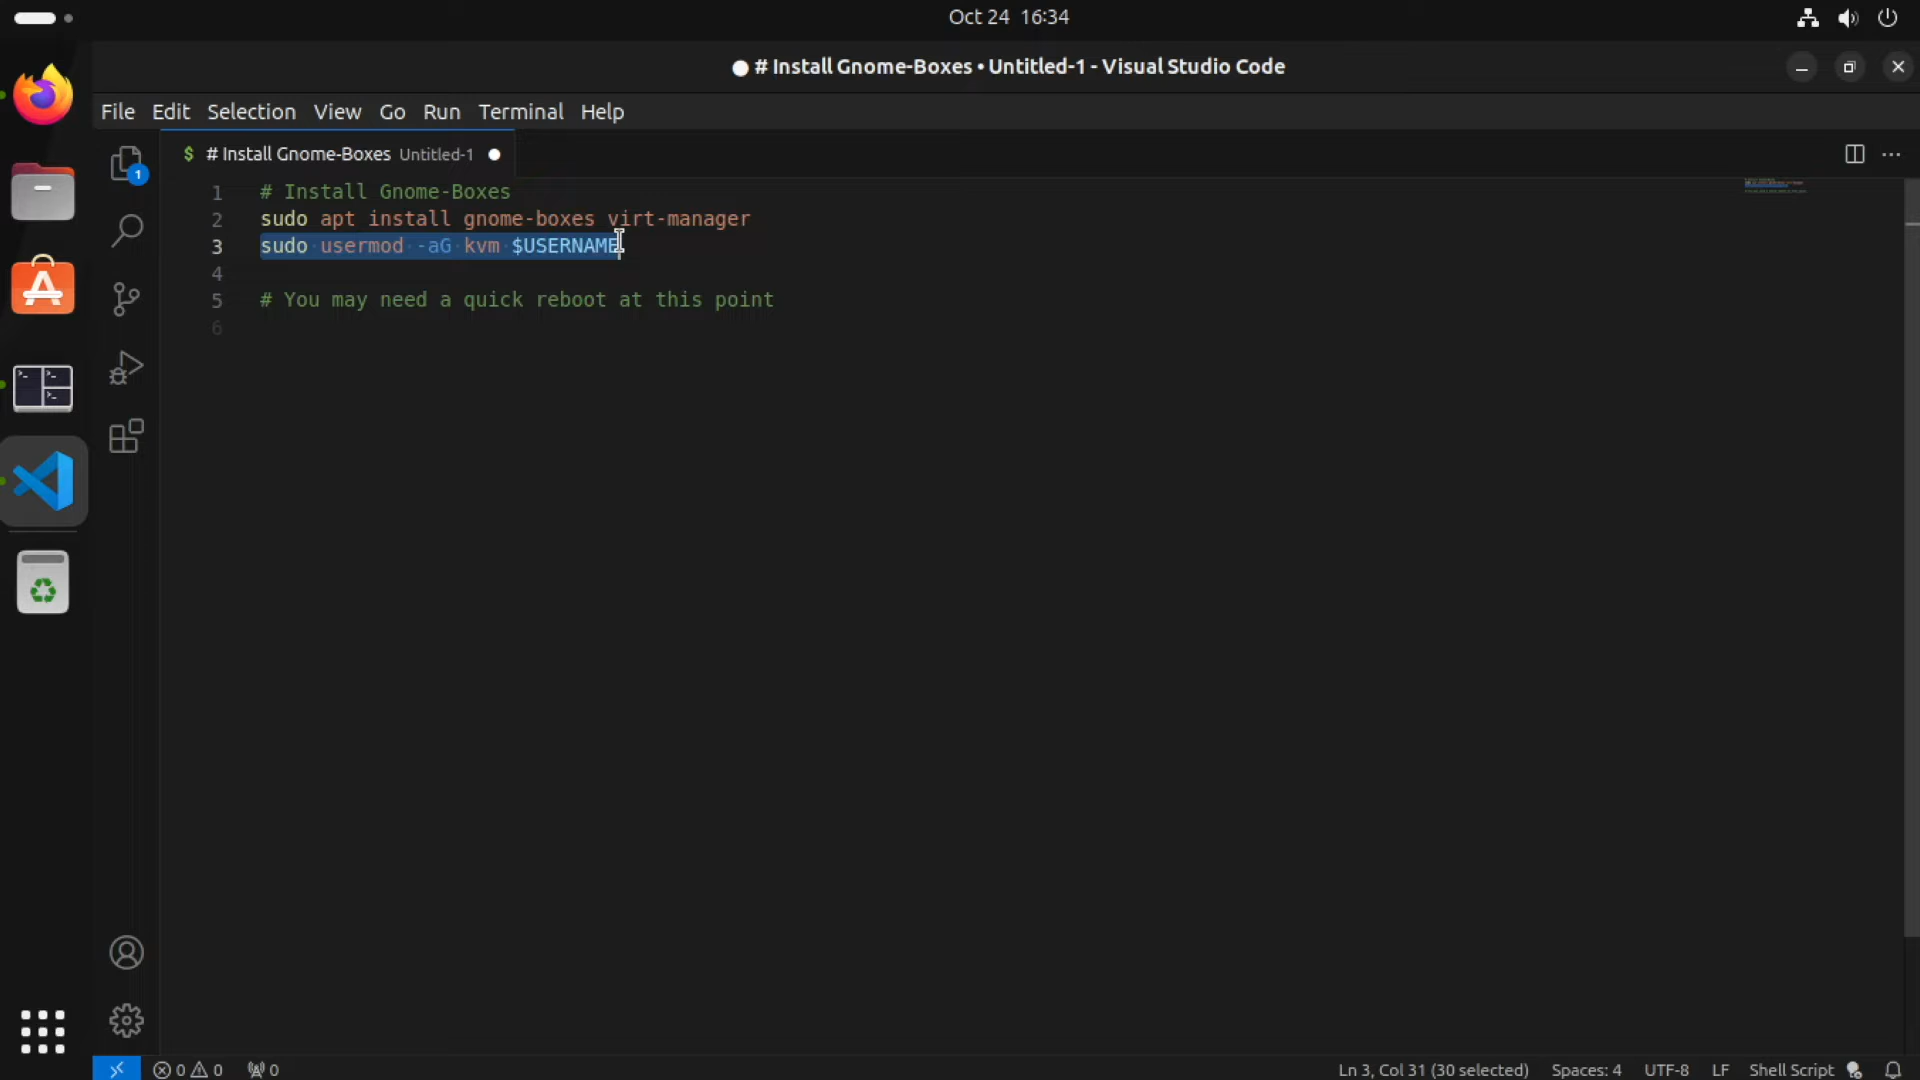 Oct 24 16:34
# Install Gnome-Boxes • Untitled-1 - Visual Studio Code
File Edit Selection View Go Run Terminal Help
$ # Install Gnome-Boxes Untitled-1
1
1 # Install Gnome-Boxes
2 sudo apt install gnome-boxes virt-manager
3 sudo usermod -aG kvm $USERNAME
4
5 # You may need a quick reboot at this point
6
0 0 0 Ln 3, Col 31 (30 selected) Spaces: 4 UTF-8 LF Shell Script